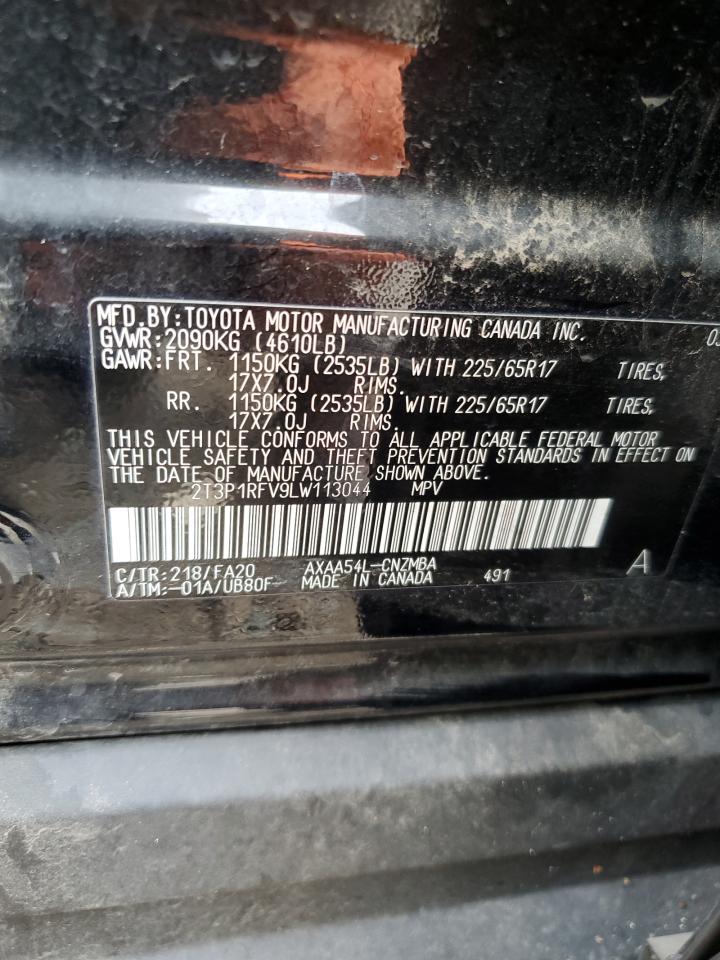 MFD.BY:TOYOTA MOTOR MANUFACTURING CANADA INC.
GVWR:2090KG (4610LB)
GAWR:FRT. 1150KG (2535LB) WITH 225/65R17 TIRES,
17X7.0J RIMS.
RR. 1150KG (2535LB) WITH 225/65R17 TIRES,
17X7.0J RIMS.
THIS VEHICLE CONFORMS TO ALL APPLICABLE FEDERAL MOTOR
VEHICLE SAFETY AND THEFT PREVENTION STANDARDS IN EFFECT ON
THE DATE OF MANUFACTURE SHOWN ABOVE.
2T3P1RFV9LW113044 MPV
C/TR:218/FA20 AXAA54L-CNZMBA A
A/TM:-01A/UB80F MADE IN CANADA 491